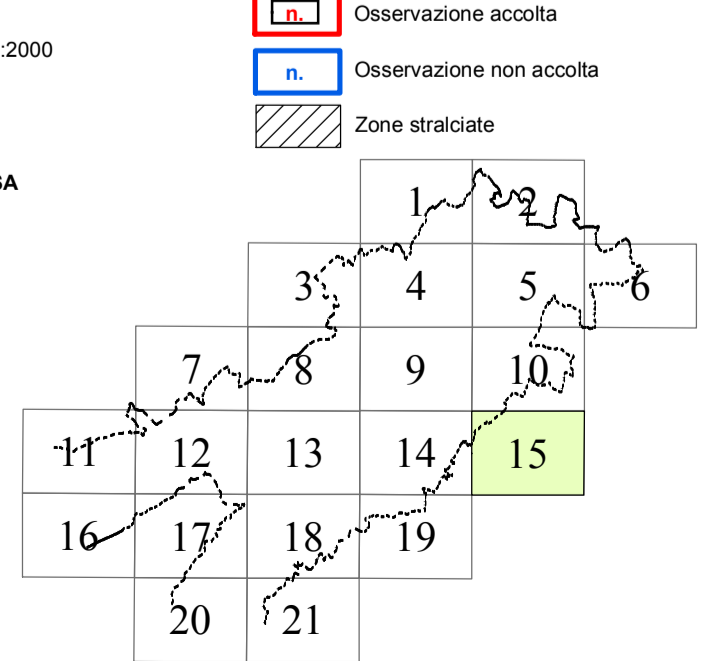 n. Osservazione accolta
:2000
n. Osservazione non accolta
Zone stralciate
SA
1 2
3 4 5 6
7 8 9 10
11 12 13 14 15
16 17 18 19
20 21